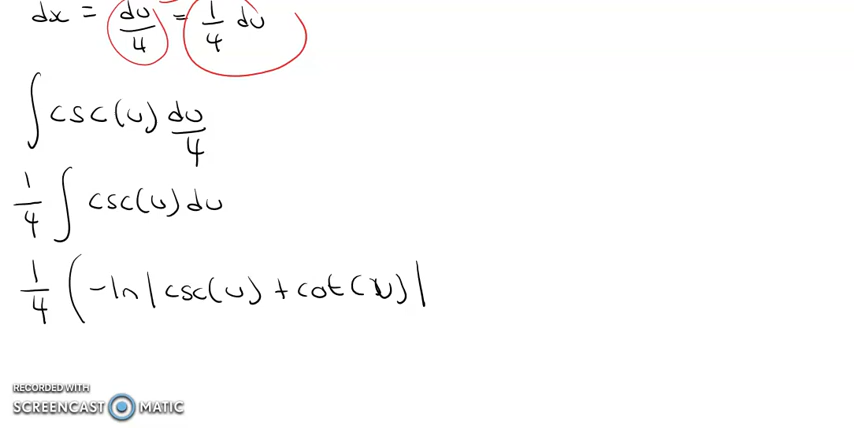 dx = du/4 = 1/4 du
∫ csc(u) du/4
1/4 ∫ csc(u) du
1/4 (-ln|csc(u) + cot(u)|
RECORDED WITH
SCREENCAST MATIC